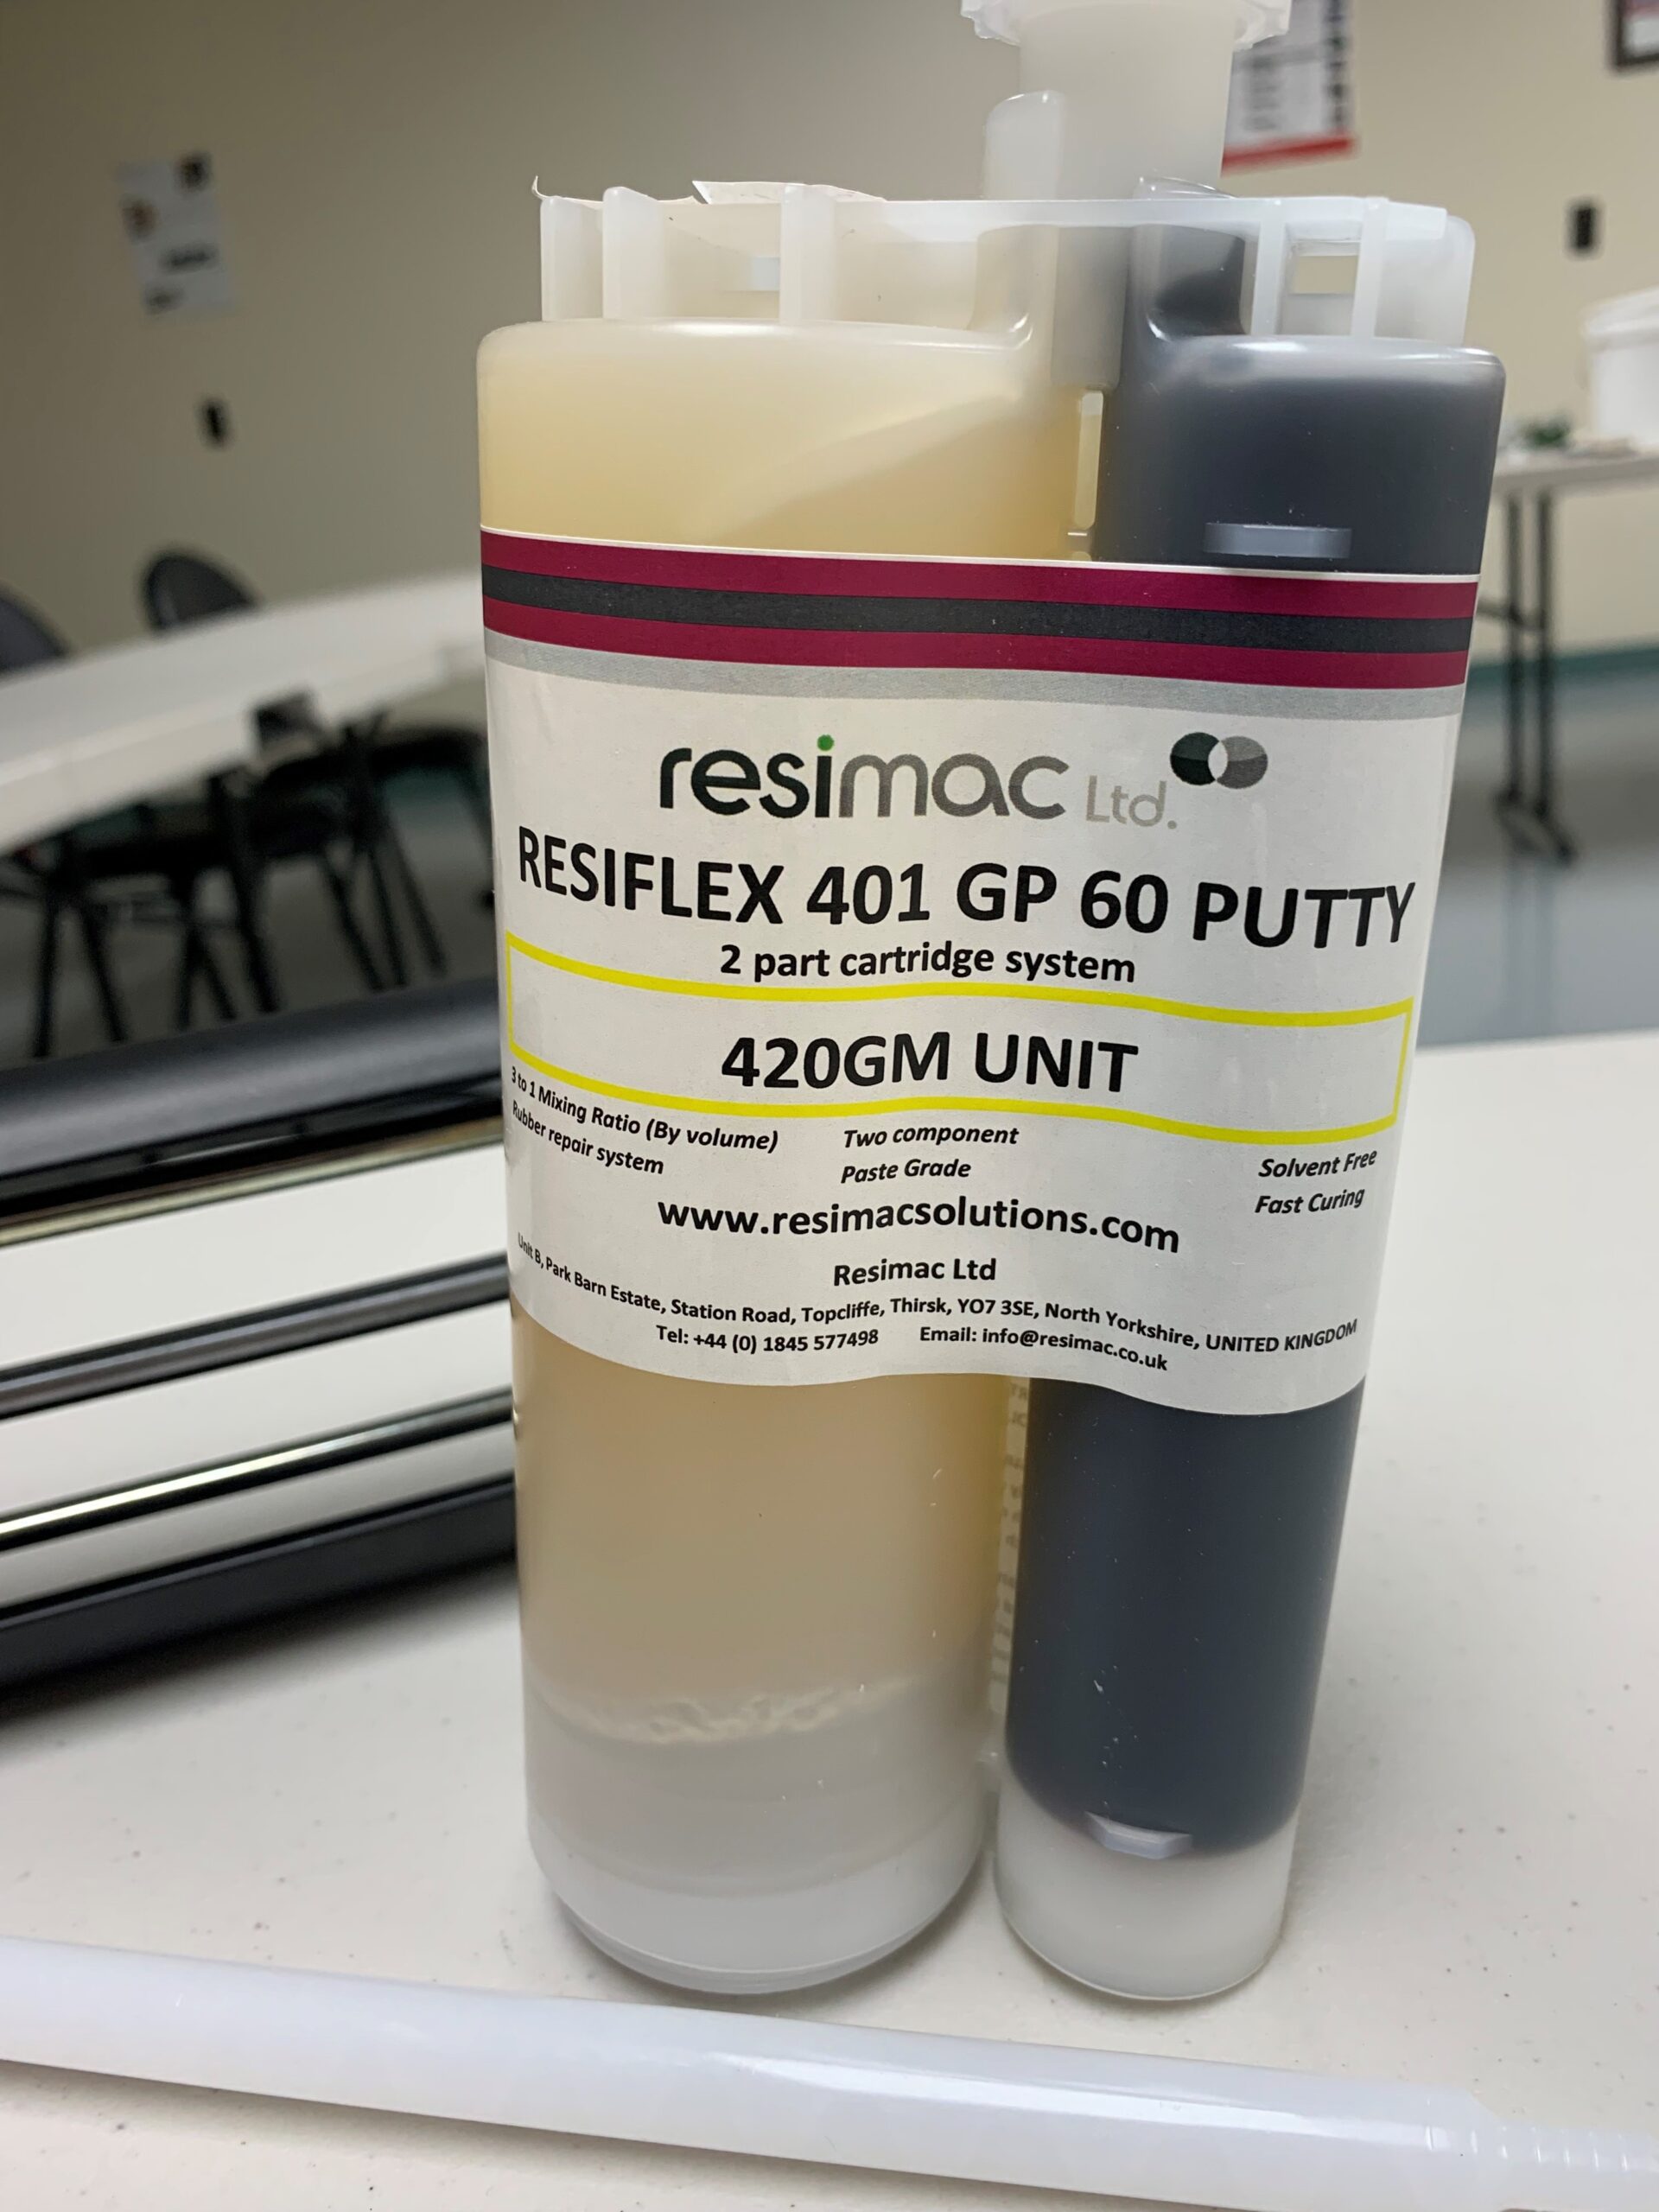 resimac Ltd.
RESIFLEX 401 GP 60 PUTTY
2 part cartridge system
420GM UNIT
3 to 1 Mixing Ratio (By volume)
Rubber repair system
Two component
Paste Grade
Solvent Free
Fast Curing
www.resimacsolutions.com
Resimac Ltd
Unit B, Park Barn Estate, Station Road, Topcliffe, Thirsk, YO7 3SE, North Yorkshire, UNITED KINGDOM
Tel: +44 (0) 1845 577498 Email: info@resimac.co.uk